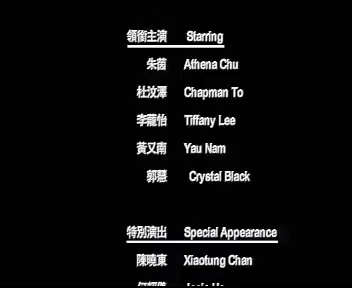 領銜主演 Starring
朱茵 Athena Chu
杜汶澤 Chapman To
李蘢怡 Tiffany Lee
黃又南 Yau Nam
郭慧 Crystal Black
特別演出 Special Appearance
陳曉東 Xiaotung Chan